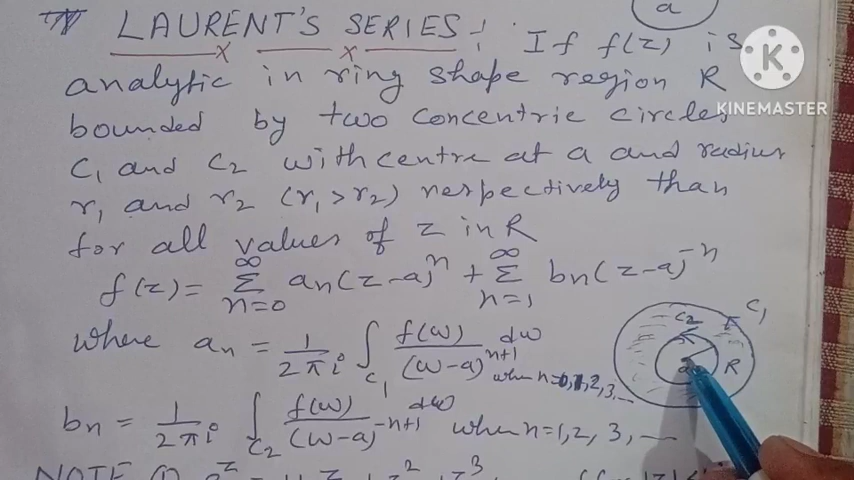 a
LAURENT'S SERIES : If f(z) is
analytic in ring shape region R
bounded by two concentric circles
C₁ and C₂ with centre at a and radius
r₁ and r₂ (r₁ > r₂) respectively than
for all values of z in R
f(z) = ∑_{n=0}^{∞} aₙ(z-a)ⁿ + ∑_{n=1}^{∞} bₙ(z-a)⁻ⁿ
where aₙ = 1/2πi ∫_{C₁} f(w)/(w-a)ⁿ⁺¹ dw when n=0,1,2,3,...
bₙ = 1/2πi ∫_{C₂} f(w)/(w-a)⁻ⁿ⁺¹ dw when n=1,2,3,...
C₁
C₂
R
a
NOTE ①
KINEMASTER